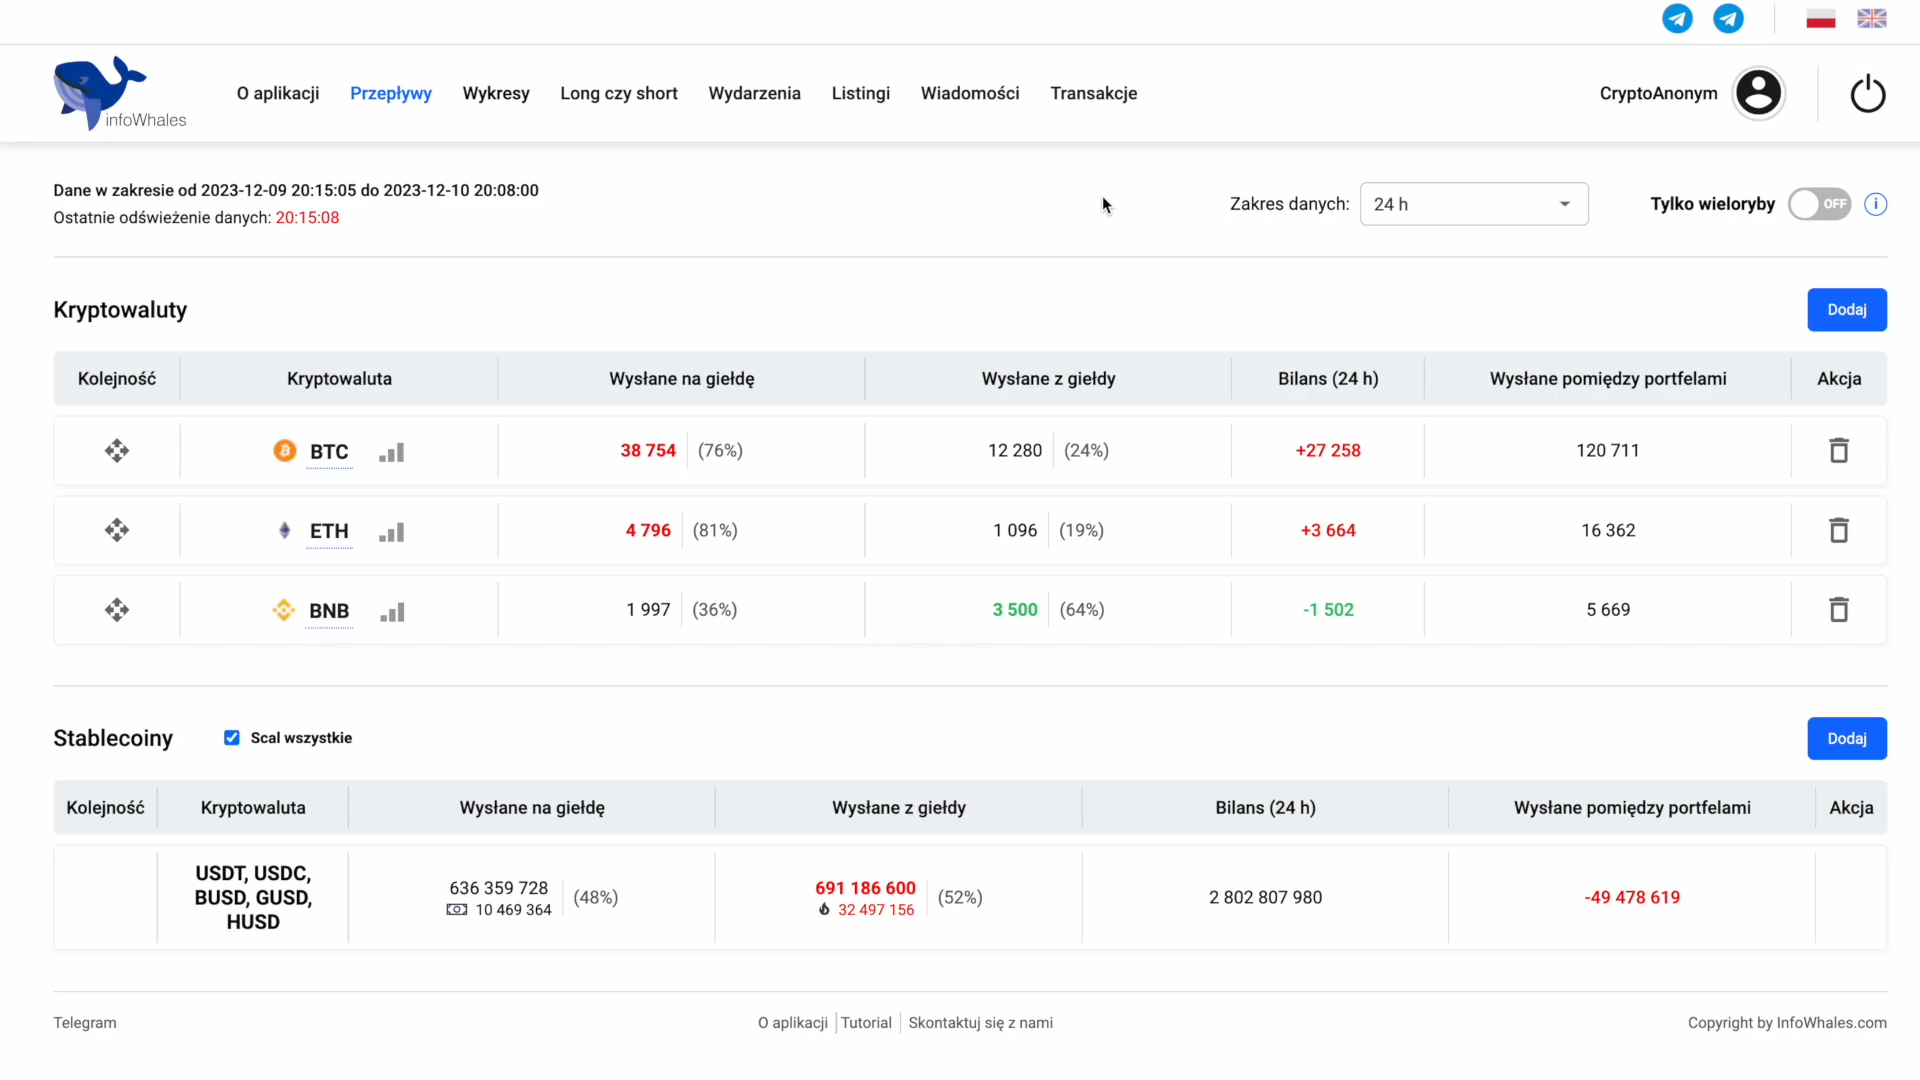 infoWhales
O aplikacji
Przepływy
Wykresy
Long czy short
Wydarzenia
Listingi
Wiadomości
Transakcje
CryptoAnonym
Dane w zakresie od 2023-12-09 20:15:05 do 2023-12-10 20:08:00
Ostatnie odświeżenie danych: 20:15:08
Zakres danych: 24 h
Tylko wieloryby OFF i
Kryptowaluty
Dodaj
Kolejność Kryptowaluta Wysłane na giełdę Wysłane z giełdy Bilans (24 h) Wysłane pomiędzy portfelami Akcja
BTC 38 754 (76%) 12 280 (24%) +27 258 120 711
ETH 4 796 (81%) 1 096 (19%) +3 664 16 362
BNB 1 997 (36%) 3 500 (64%) -1 502 5 669
Stablecoiny
Scal wszystkie
Dodaj
Kolejność Kryptowaluta Wysłane na giełdę Wysłane z giełdy Bilans (24 h) Wysłane pomiędzy portfelami Akcja
USDT, USDC,
BUSD, GUSD,
HUSD
636 359 728
10 469 364
(48%)
691 186 600
32 497 156
(52%)
2 802 807 980
-49 478 619
Telegram
O aplikacji
Tutorial
Skontaktuj się z nami
Copyright by InfoWhales.com